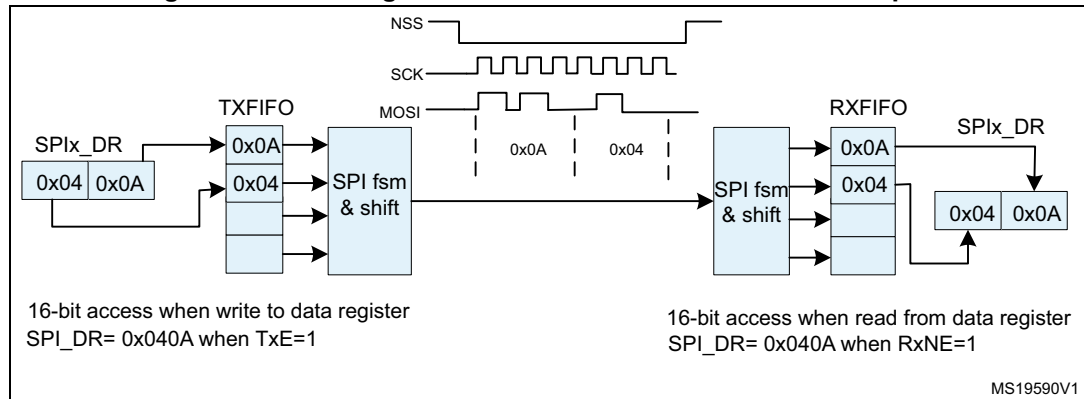 NSS
SCK
MOSI
TXFIFO
RXFIFO
SPIx_DR
SPIx_DR
0x04 0x0A
0x0A
0x04
SPI fsm
& shift
0x0A 0x04
SPI fsm
& shift
0x0A
0x04
0x04 0x0A
16-bit access when write to data register
SPI_DR= 0x040A when TxE=1
16-bit access when read from data register
SPI_DR= 0x040A when RxNE=1
MS19590V1